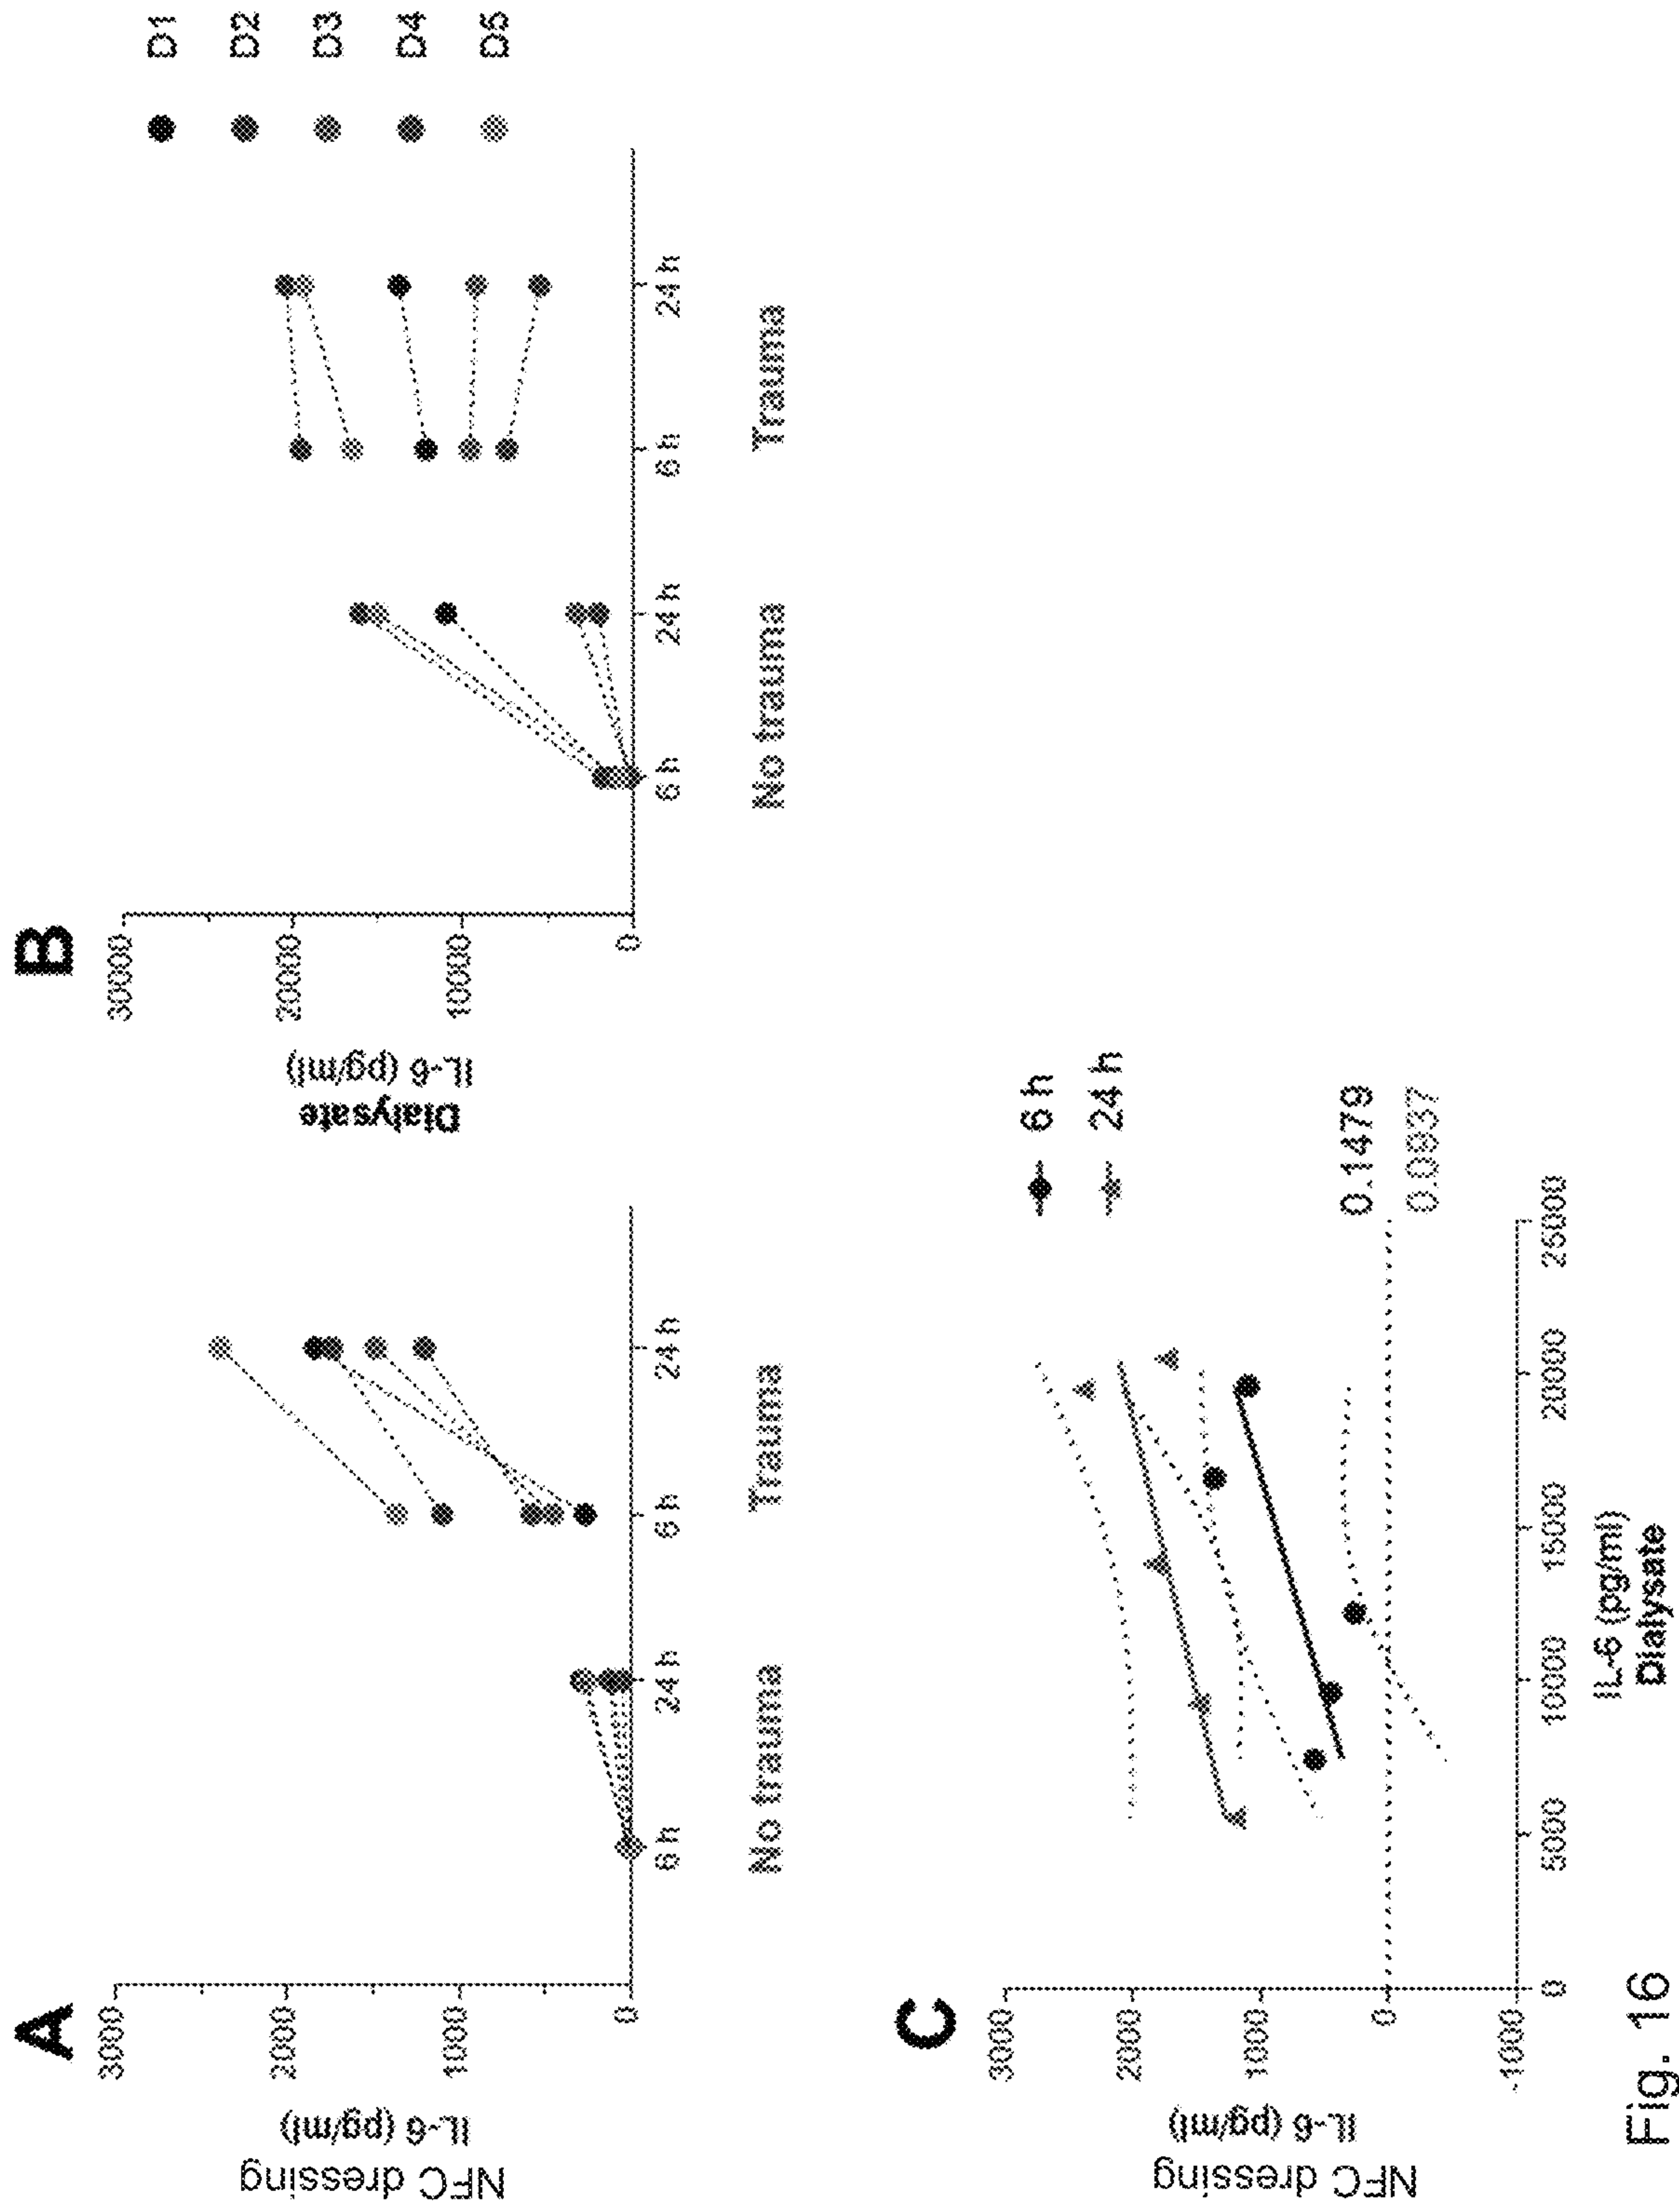 A
NFC dressing
IL-6 (pg/ml)
3000
2000
1000
0
6 h
24 h
6 h
24 h
No trauma
Trauma
B
Dialysate
IL-6 (pg/ml)
30000
20000
10000
0
6 h
24 h
6 h
24 h
No trauma
Trauma
D1
D2
D3
D4
D5
C
NFC dressing
IL-6 (pg/ml)
3000
2000
1000
0
-1000
0
5000
10000
15000
20000
25000
IL-6 (pg/ml)
Dialysate
6 h
24 h
0.1479
0.0937
Fig. 16